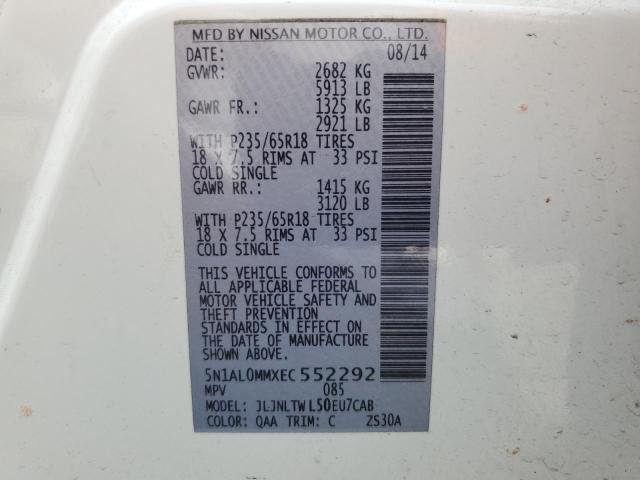 MFD BY NISSAN MOTOR CO., LTD.
DATE: 08/14
GVWR: 2682 KG
5913 LB
GAWR FR.: 1325 KG
2921 LB
WITH P235/65R18 TIRES
18 X 7.5 RIMS AT 33 PSI
COLD SINGLE
GAWR RR.: 1415 KG
3120 LB
WITH P235/65R18 TIRES
18 X 7.5 RIMS AT 33 PSI
COLD SINGLE
THIS VEHICLE CONFORMS TO
ALL APPLICABLE FEDERAL
MOTOR VEHICLE SAFETY AND
THEFT PREVENTION
STANDARDS IN EFFECT ON
THE DATE OF MANUFACTURE
SHOWN ABOVE.
5N1AL0MMXEC 552292
MPV 085
MODEL: JLJNLTWL50EU7CAB
COLOR: QAA TRIM: C ZS30A